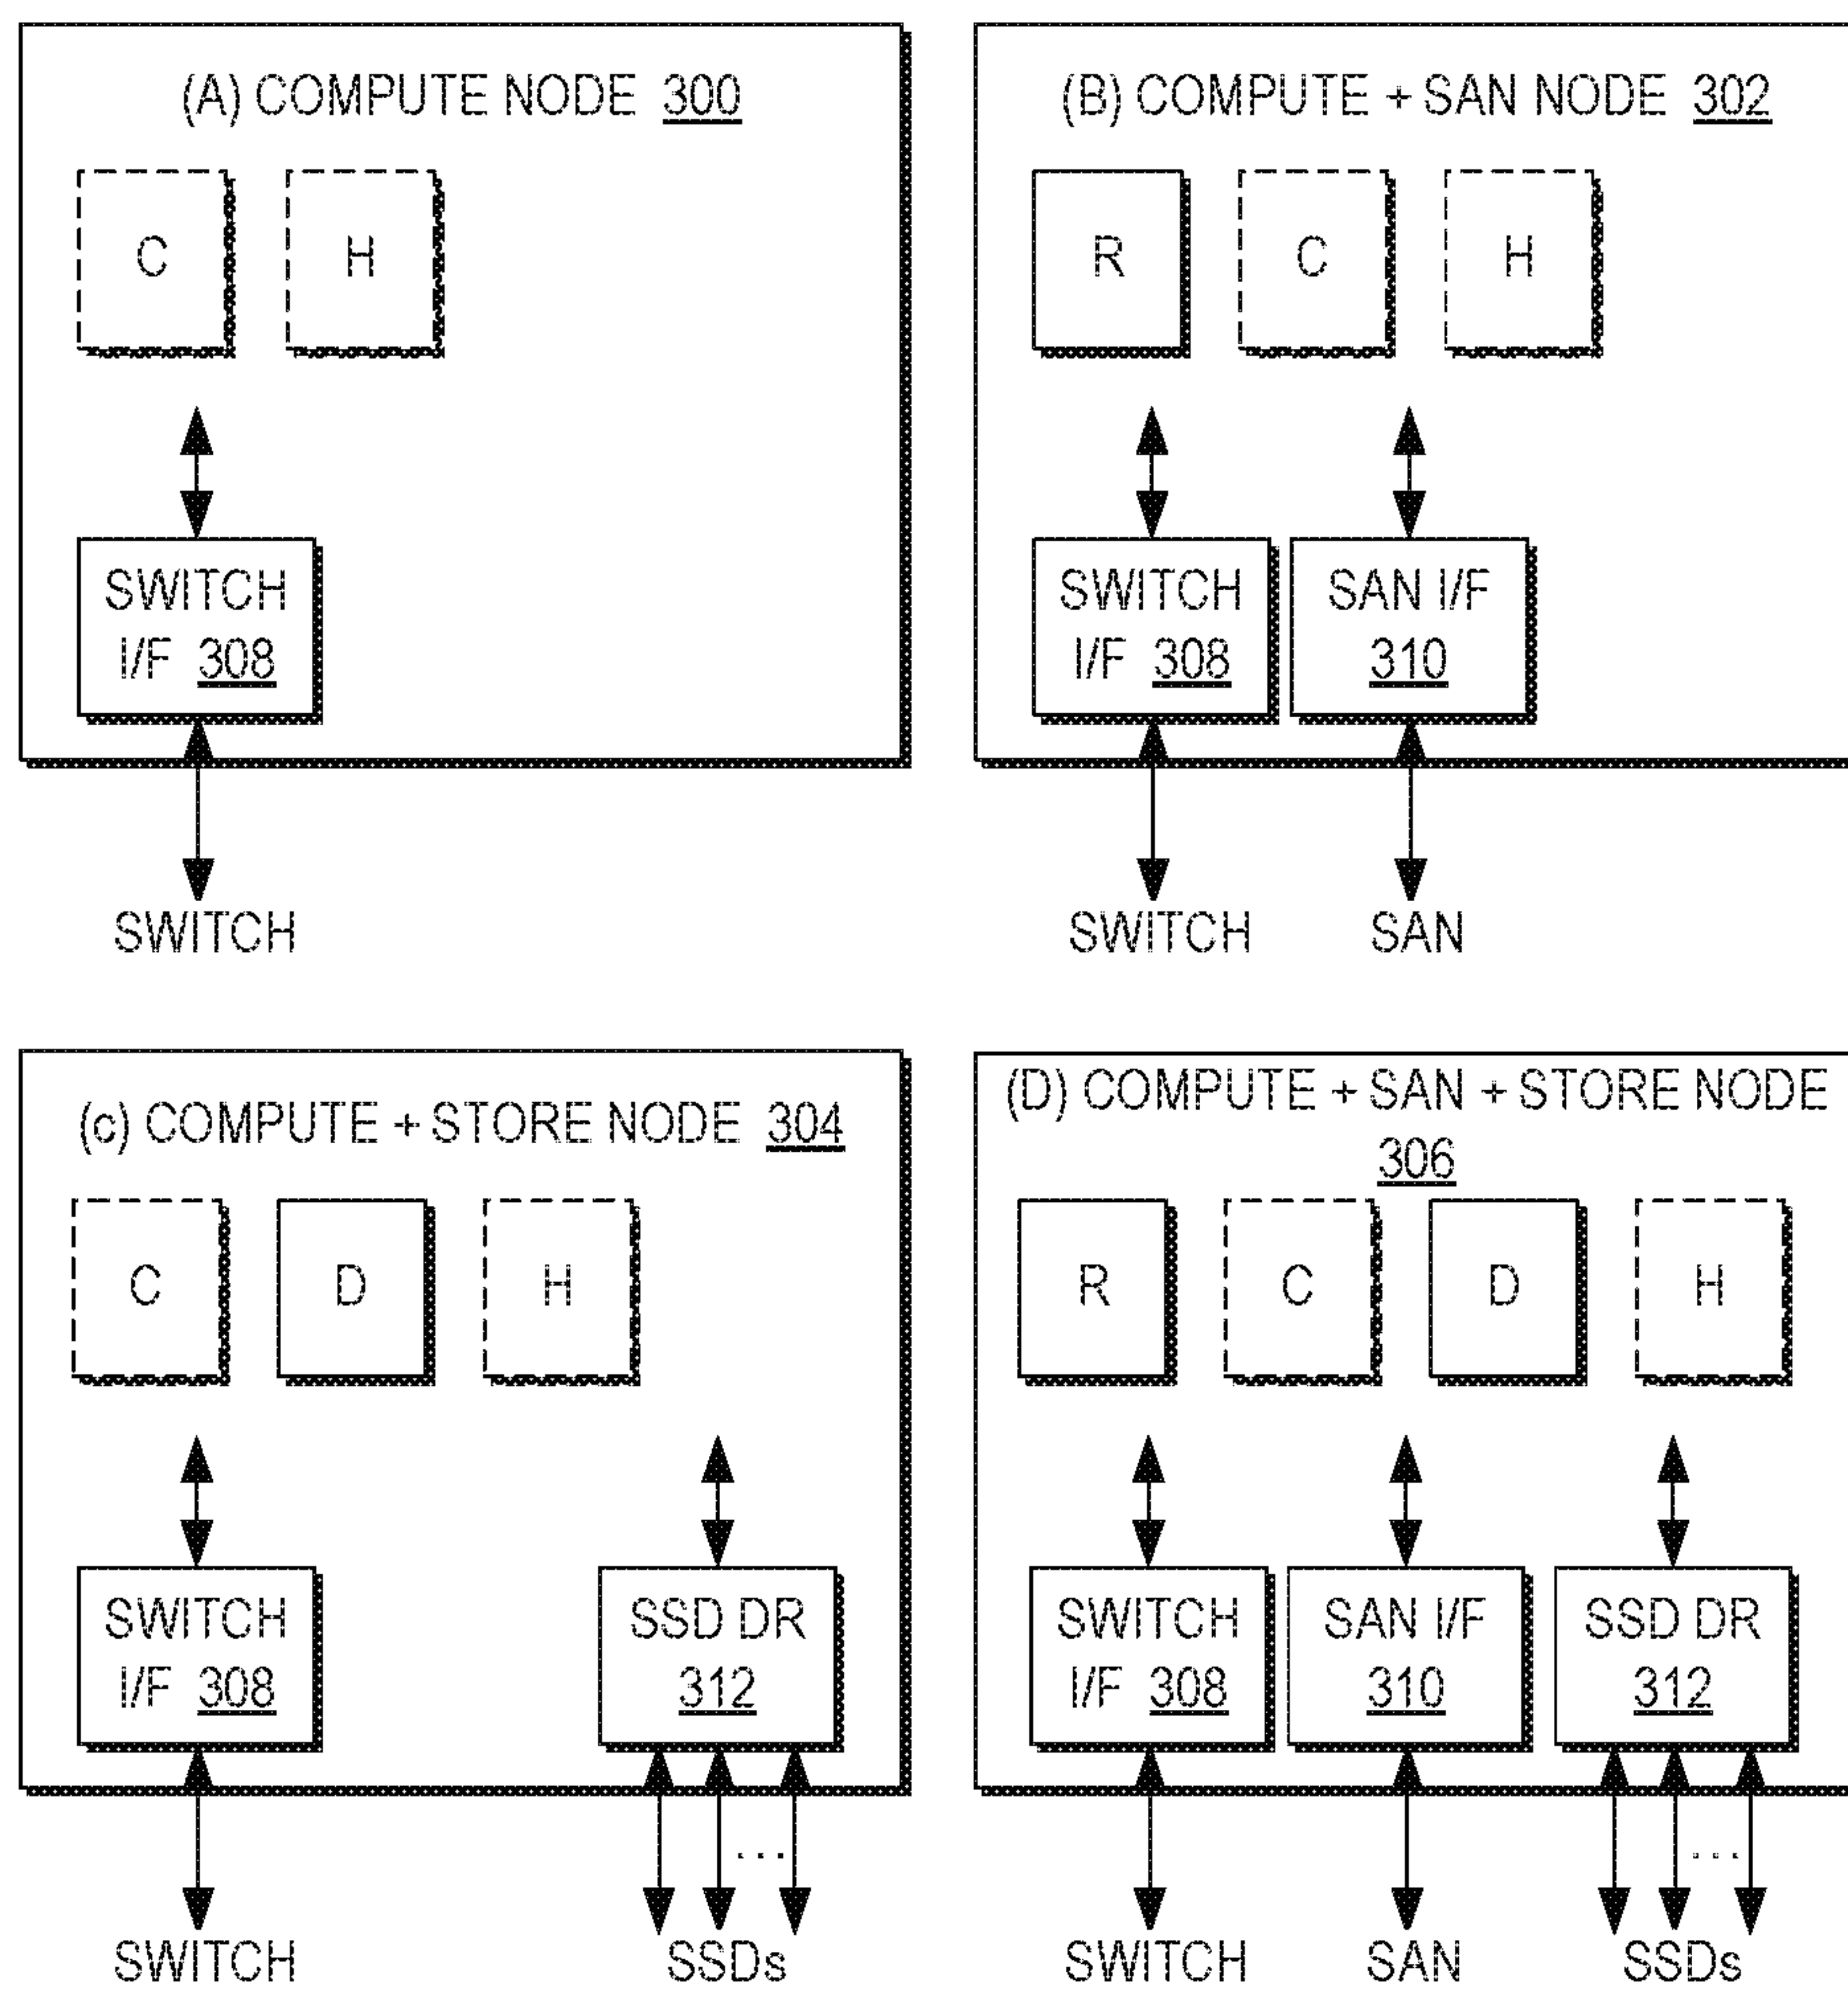 (A) COMPUTE NODE 300
C H
SWITCH
I/F 308
SWITCH
(B) COMPUTE + SAN NODE 302
R C H
SWITCH
I/F 308
SAN I/F
310
SWITCH
SAN
(c) COMPUTE + STORE NODE 304
C D H
SWITCH
I/F 308
SSD DR
312
...
SWITCH
SSDs
(D) COMPUTE + SAN + STORE NODE
306
R C D H
SWITCH
I/F 308
SAN I/F
310
SSD DR
312
...
SWITCH
SAN
SSDs